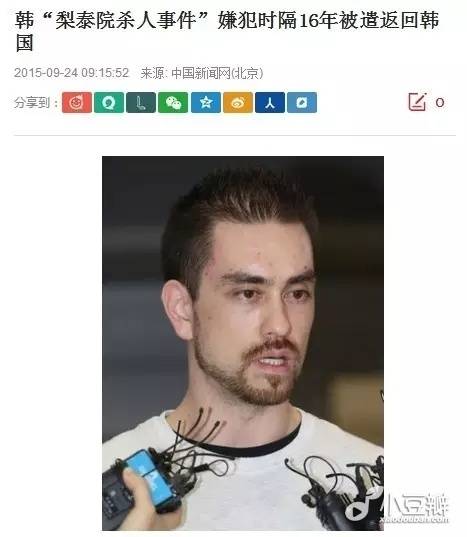 韩“梨泰院杀人事件”嫌犯时隔16年被遣返回韩
国
2015-09-24 09:15:52 来源: 中国新闻网(北京)
分享到:
0
小豆瓣
xiaodouban.com